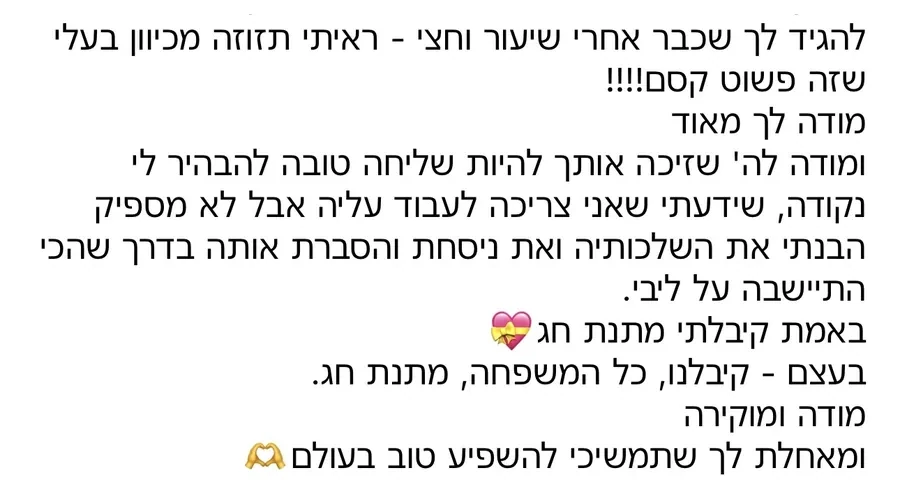 להגיד לך שכבר אחרי שיעור וחצי - ראיתי תזוזה מכיוון בעלי
שזה פשוט קסם!!!!
מודה לך מאוד
ומודה לה' שזיכה אותך להיות שליחה טובה להבהיר לי
נקודה, שידעתי שאני צריכה לעבוד עליה אבל לא מספיק
הבנתי את השלכותיה ואת ניסחת והסברת אותה בדרך שהכי
התיישבה על ליבי.
באמת קיבלתי מתנת חג💝
בעצם - קיבלנו, כל המשפחה, מתנת חג.
מודה ומוקירה
ומאחלת לך שתמשיכי להשפיע טוב בעולם🫶